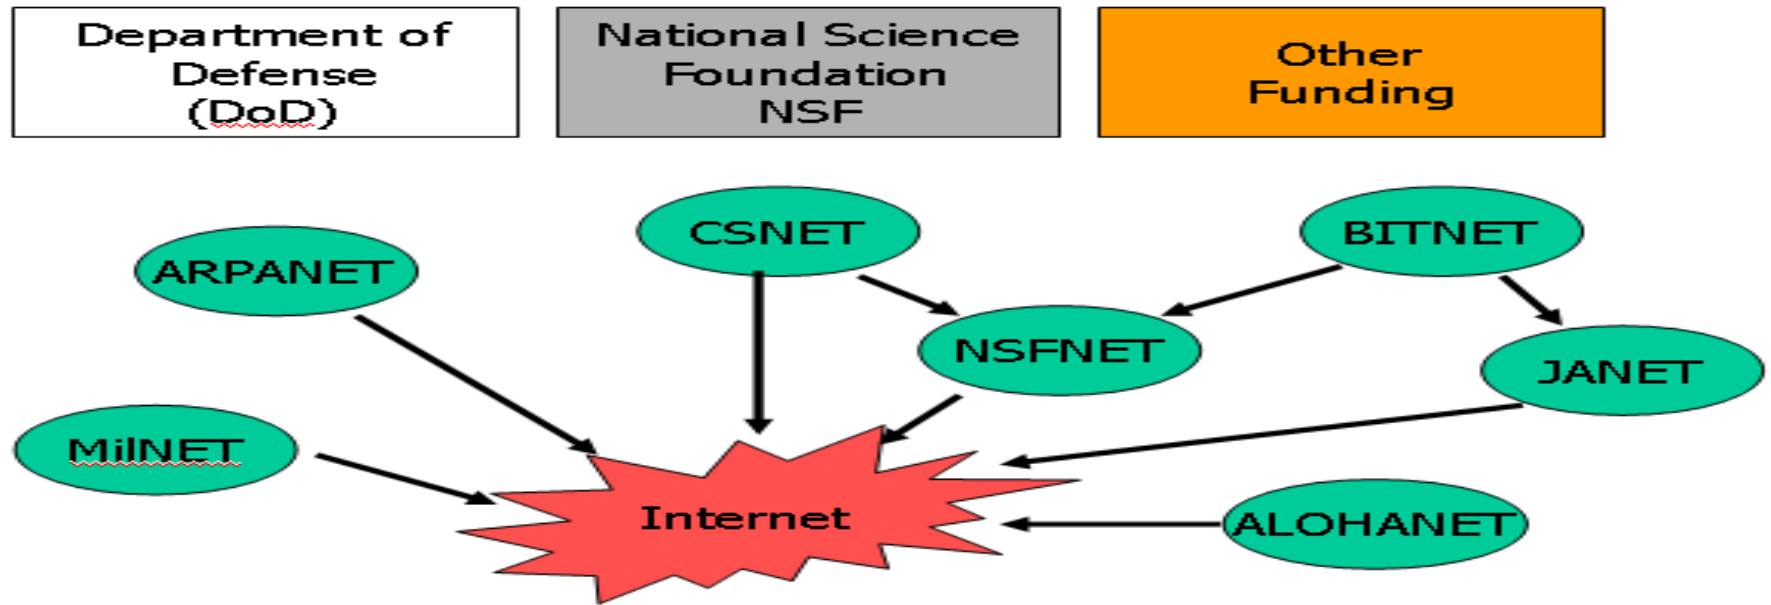 Department of
Defense
(DoD)
National Science
Foundation
NSF
Other
Funding
CSNET
BITNET
ARPANET
NSFNET
JANET
MilNET
Internet
ALOHANET